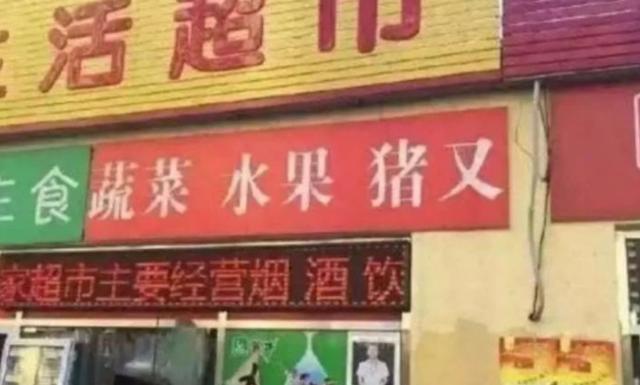 活超市
主食
蔬菜 水果 猪又
家超市主要经营烟 酒 饮